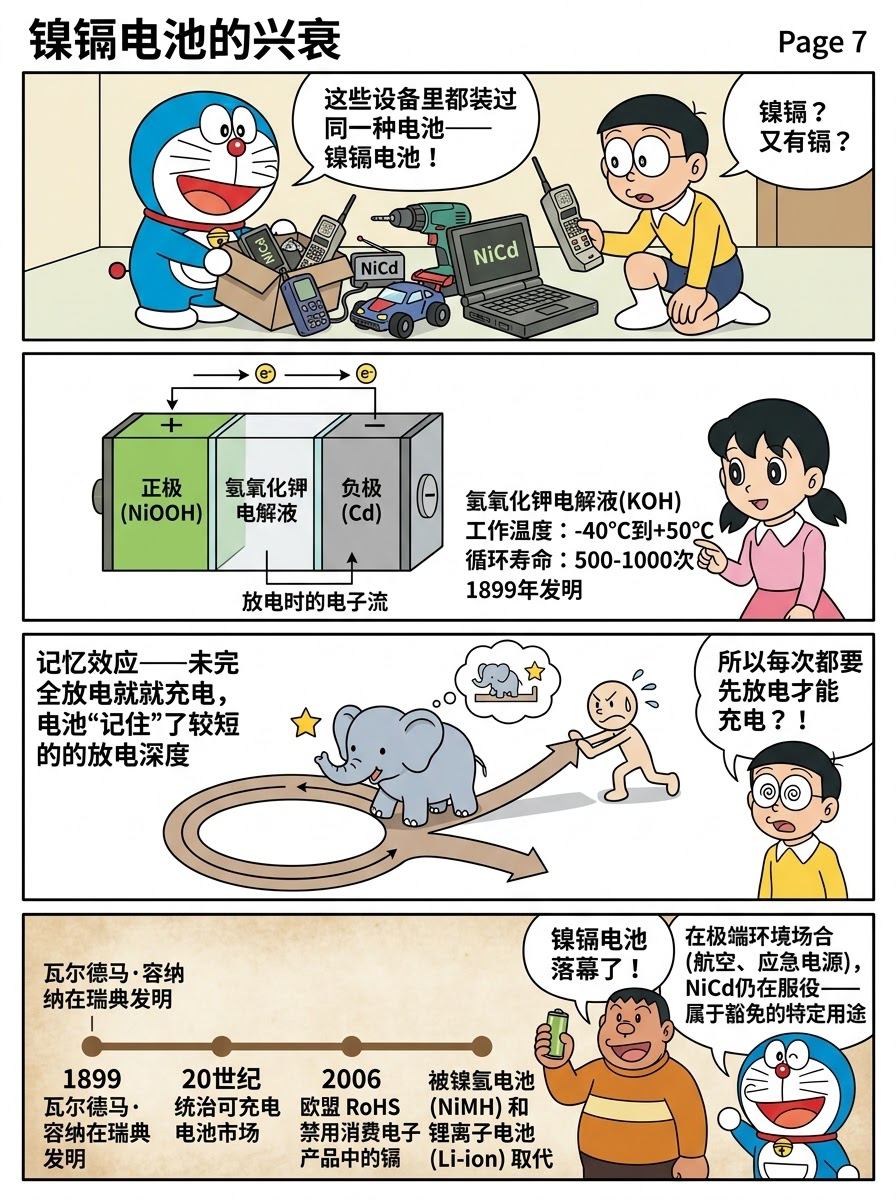 镍镉电池的兴衰
Page 7
这些设备里都装过
同一种电池——
镍镉电池！
镍镉？
又有镉？
NiCd
NiCd
NiCd
e⁻
e⁻
+
−
正极
(NiOOH)
氢氧化钾
电解液
负极
(Cd)
−
放电时的电子流
氢氧化钾电解液(KOH)
工作温度：-40°C到+50°C
循环寿命：500-1000次
1899年发明
记忆效应——未完
全放电就就充电，
电池“记住”了较短
的的放电深度
所以每次都要
先放电才能
充电？！
瓦尔德马·容纳
纳在瑞典发明
1899
瓦尔德马·
容纳在瑞典
发明
20世纪
统治可充电
电池市场
2006
欧盟 RoHS
禁用消费电子
产品中的镉
被镍氢电池
(NiMH) 和
锂离子电池
(Li-ion) 取代
镍镉电池
落幕了！
在极端环境场合
(航空、应急电源)，
NiCd仍在服役——
属于豁免的特定用途